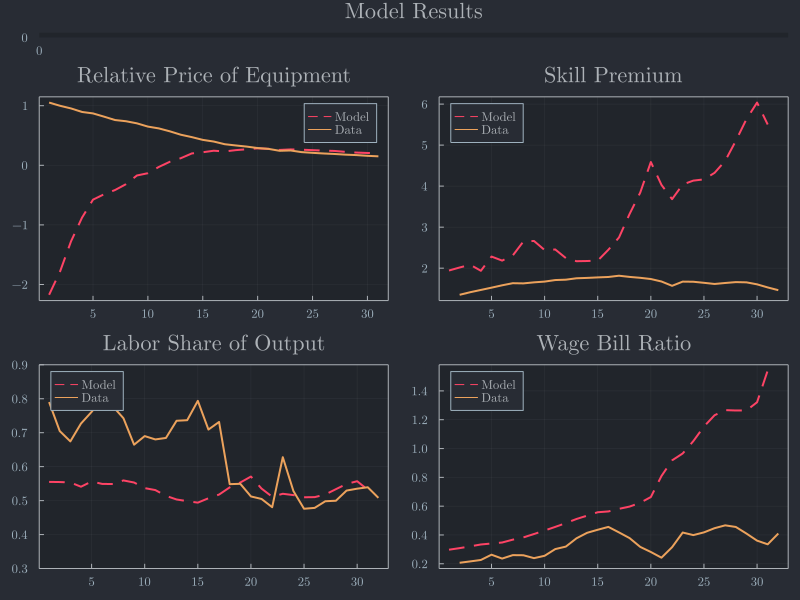 Model Results
0
0
Relative Price of Equipment
1
0
−1
−2
5 10 15 20 25 30
Model
Data
Skill Premium
6
5
4
3
2
5 10 15 20 25 30
Model
Data
Labor Share of Output
0.9
0.8
0.7
0.6
0.5
0.4
0.3
5 10 15 20 25 30
Model
Data
Wage Bill Ratio
1.4
1.2
1.0
0.8
0.6
0.4
0.2
5 10 15 20 25 30
Model
Data